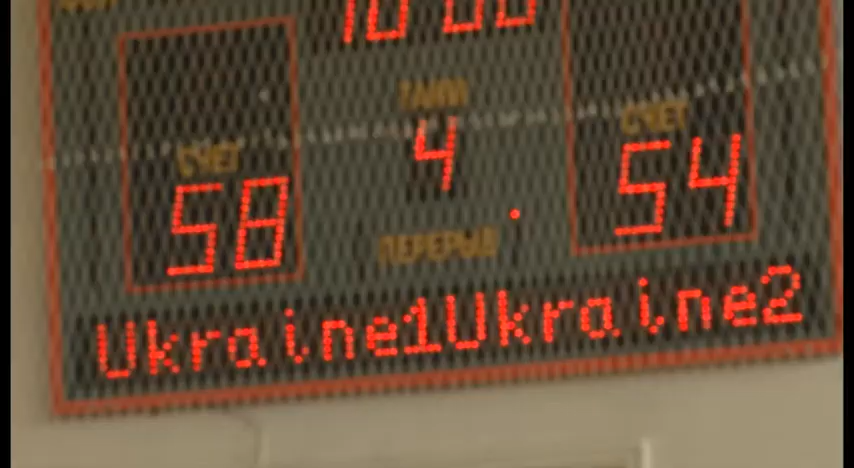 10 00
ТАЙМ
СЧЕТ 4 СЧЕТ
58 54
ПЕРЕРЫВ
Ukraine1Ukraine2